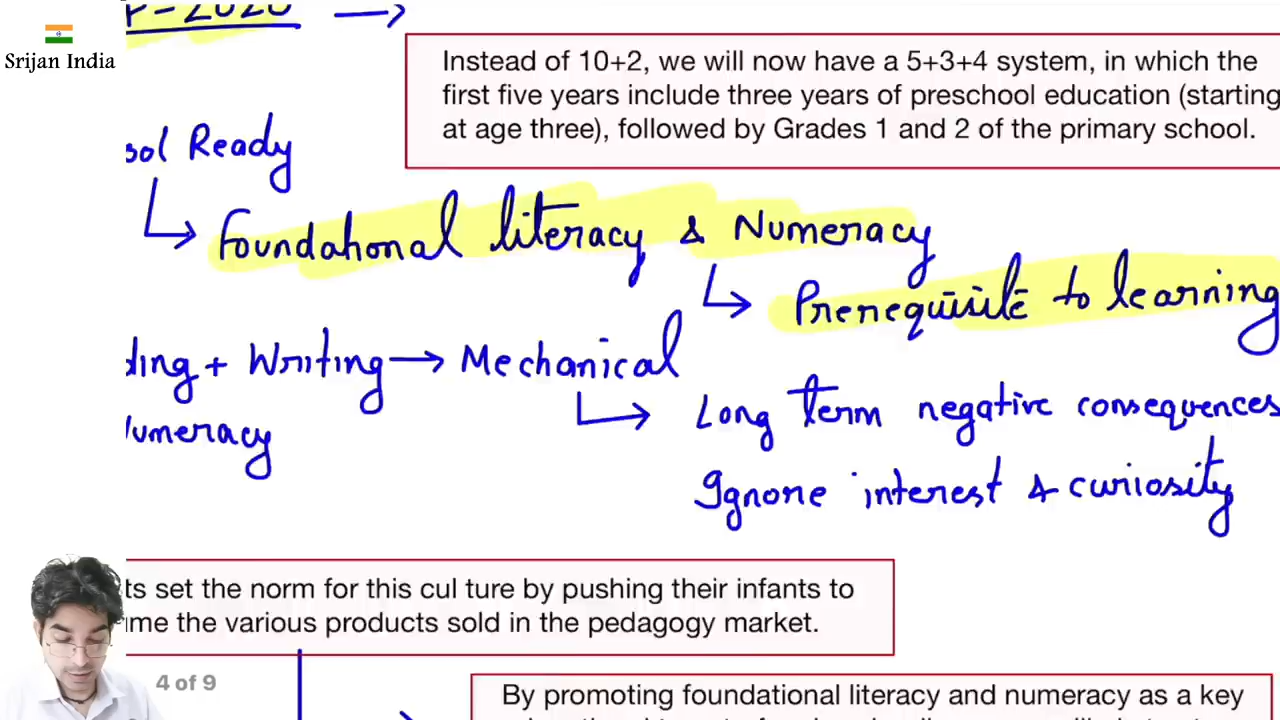 P-2020
Srijan India
Instead of 10+2, we will now have a 5+3+4 system, in which the
first five years include three years of preschool education (starting
at age three), followed by Grades 1 and 2 of the primary school.
ool Ready
Foundational literacy & Numeracy
Prerequisite to learning
ding + Writing → Mechanical
Numeracy
Long term negative consequences
Ignore interest & curiosity
ts set the norm for this cul ture by pushing their infants to
me the various products sold in the pedagogy market.
4 of 9
By promoting foundational literacy and numeracy as a key